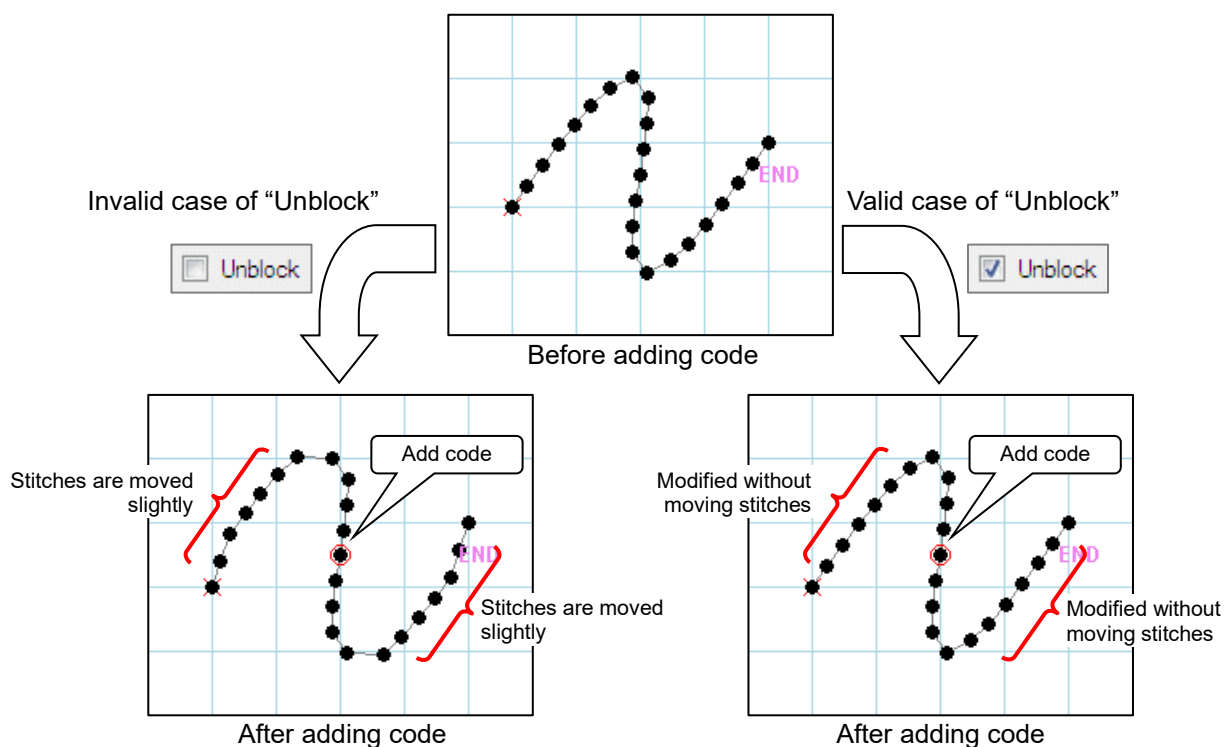 END
Before adding code
Invalid case of “Unblock”
Unblock
Valid case of “Unblock”
Unblock
Stitches are moved
slightly
Add code
END
Stitches are moved
slightly
After adding code
Modified without
moving stitches
Add code
END
Modified without
moving stitches
After adding code